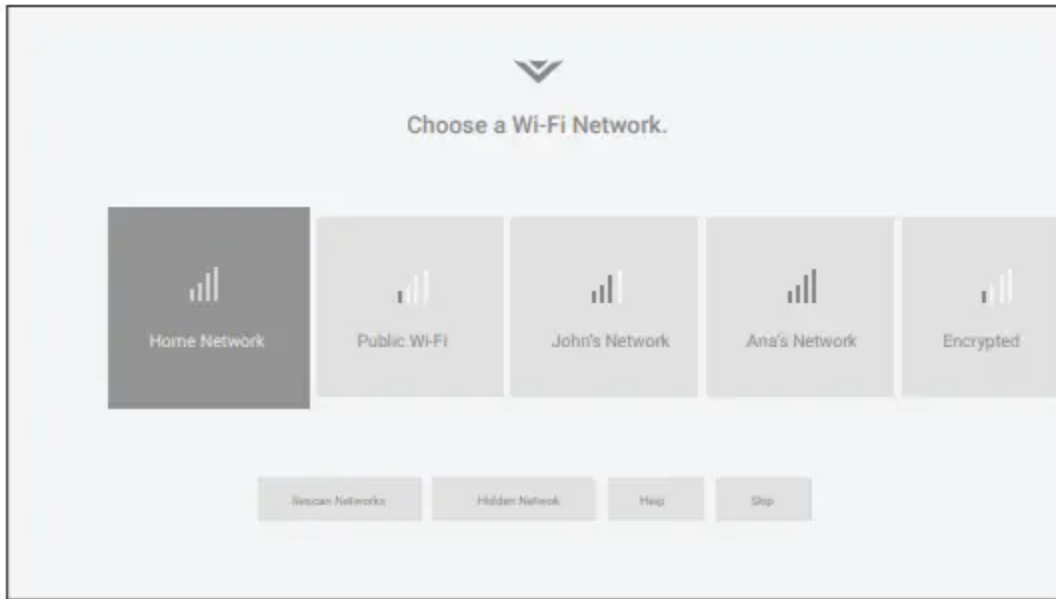 Choose a Wi-Fi Network.
Home Network
Public Wi-Fi
John's Network
Ana's Network
Encrypted
Rescan Networks
Hidden Network
Help
Skip